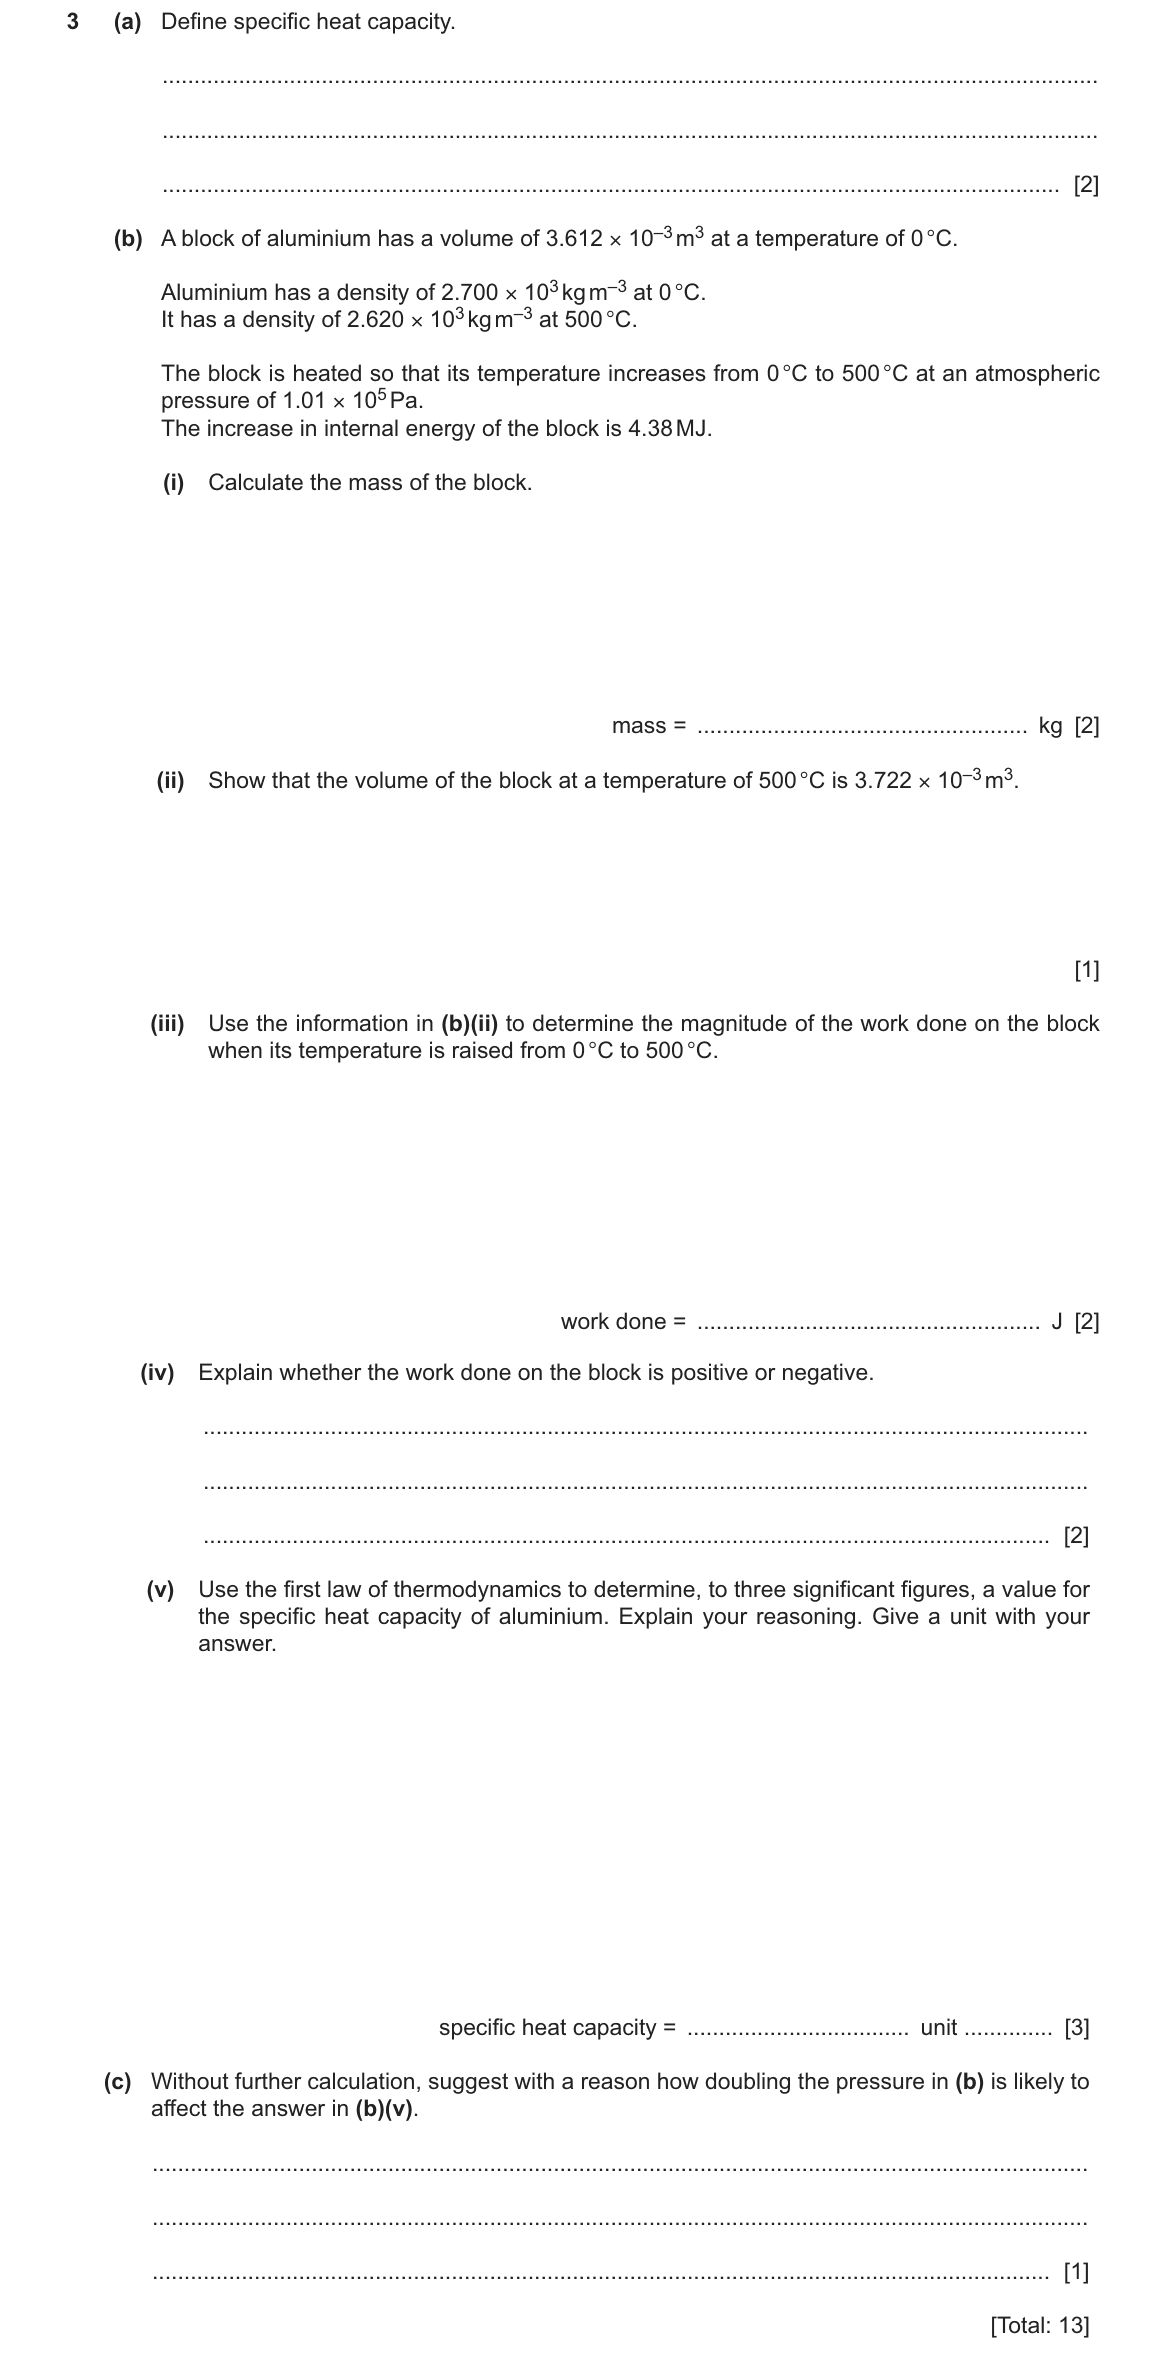 3 (a) Define specific heat capacity.
..........................................................................................
..........................................................................................
.......................................................................................... [2]
(b) A block of aluminium has a volume of 3.612 × 10⁻³ m³ at a temperature of 0 °C.
Aluminium has a density of 2.700 × 10³ kg m⁻³ at 0 °C.
It has a density of 2.620 × 10³ kg m⁻³ at 500 °C.
The block is heated so that its temperature increases from 0 °C to 500 °C at an atmospheric
pressure of 1.01 × 10⁵ Pa.
The increase in internal energy of the block is 4.38 MJ.
(i) Calculate the mass of the block.
mass = .................................................... kg [2]
(ii) Show that the volume of the block at a temperature of 500 °C is 3.722 × 10⁻³ m³.
[1]
(iii) Use the information in (b)(ii) to determine the magnitude of the work done on the block
when its temperature is raised from 0 °C to 500 °C.
work done = ...................................................... J [2]
(iv) Explain whether the work done on the block is positive or negative.
..........................................................................................
..........................................................................................
.......................................................................................... [2]
(v) Use the first law of thermodynamics to determine, to three significant figures, a value for
the specific heat capacity of aluminium. Explain your reasoning. Give a unit with your
answer.
specific heat capacity = ................................... unit .............. [3]
(c) Without further calculation, suggest with a reason how doubling the pressure in (b) is likely to
affect the answer in (b)(v).
..........................................................................................
..........................................................................................
.......................................................................................... [1]
[Total: 13]